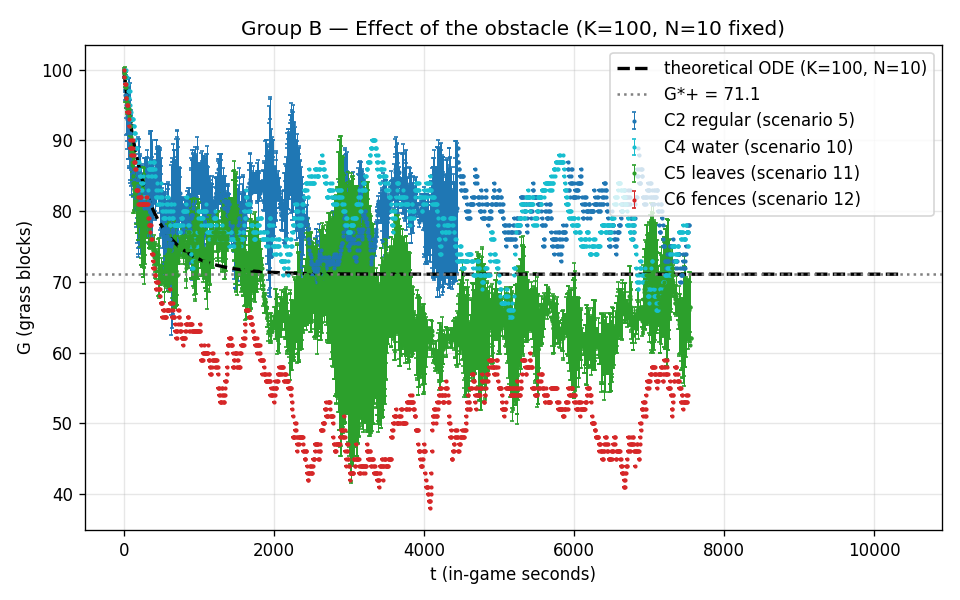 Group B — Effect of the obstacle (K=100, N=10 fixed)
theoretical ODE (K=100, N=10)
G*+ = 71.1
C2 regular (scenario 5)
C4 water (scenario 10)
C5 leaves (scenario 11)
C6 fences (scenario 12)
G (grass blocks)
100
90
80
70
60
50
40
0
2000
4000
6000
8000
10000
t (in-game seconds)